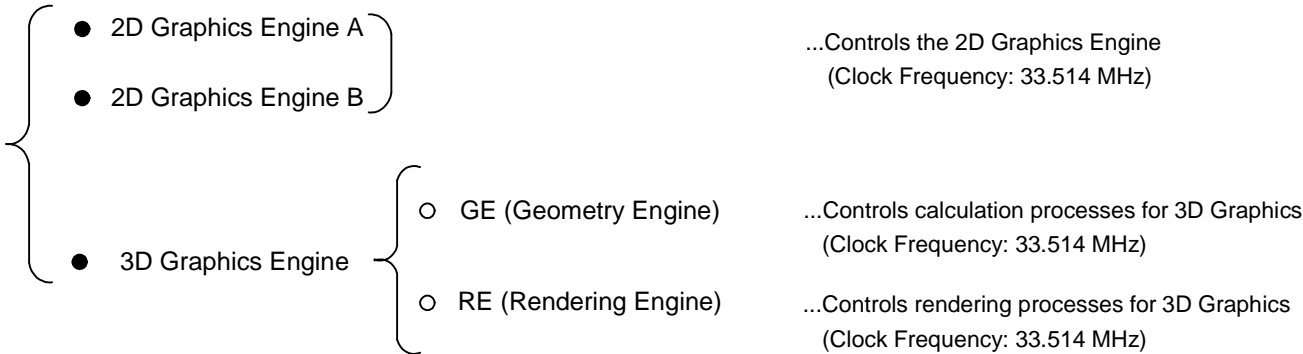 ● 2D Graphics Engine A
...Controls the 2D Graphics Engine
(Clock Frequency: 33.514 MHz)
● 2D Graphics Engine B
○ GE (Geometry Engine)
...Controls calculation processes for 3D Graphics
(Clock Frequency: 33.514 MHz)
● 3D Graphics Engine
○ RE (Rendering Engine)
...Controls rendering processes for 3D Graphics
(Clock Frequency: 33.514 MHz)